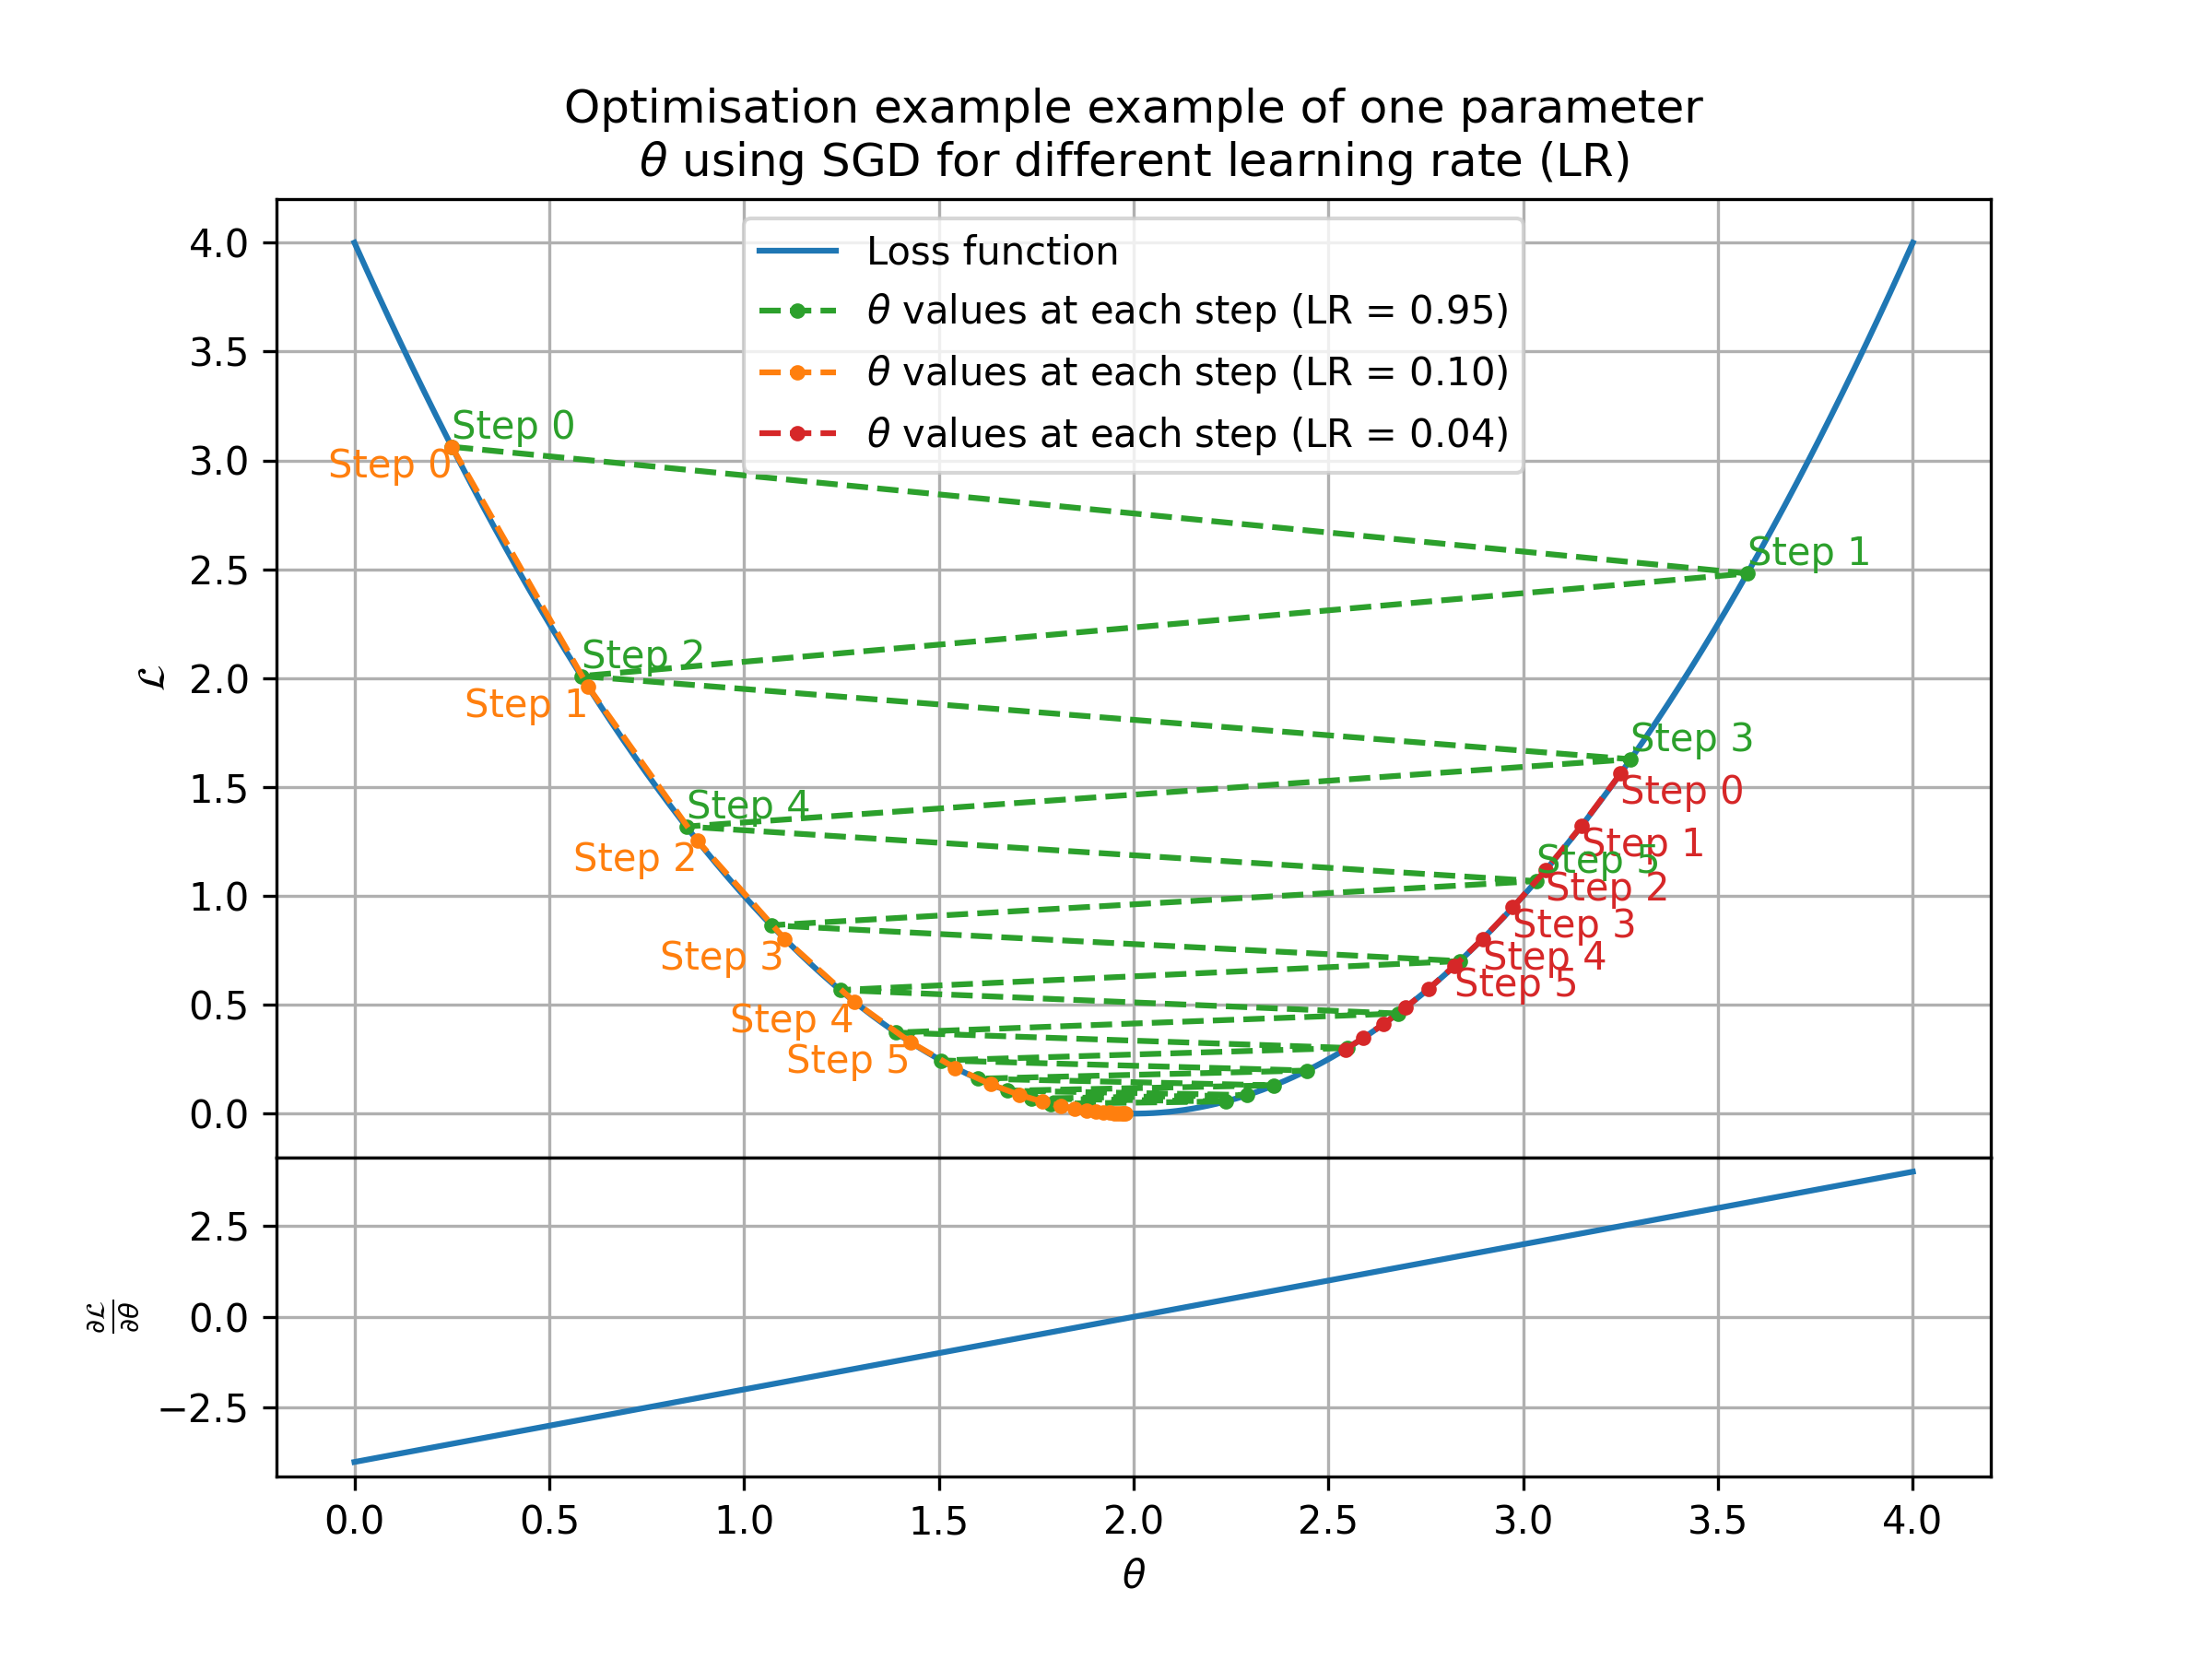 Optimisation example example of one parameter
θ using SGD for different learning rate (LR)
Loss function
θ values at each step (LR = 0.95)
θ values at each step (LR = 0.10)
θ values at each step (LR = 0.04)
ℒ
4.0
3.5
3.0
2.5
2.0
1.5
1.0
0.5
0.0
Step 0
Step 0
Step 1
Step 2
Step 1
Step 3
Step 0
Step 4
Step 1
Step 5
Step 2
Step 2
Step 3
Step 3
Step 4
Step 5
Step 4
Step 5
∂ℒ/∂θ
2.5
0.0
−2.5
0.0 0.5 1.0 1.5 2.0 2.5 3.0 3.5 4.0
θ